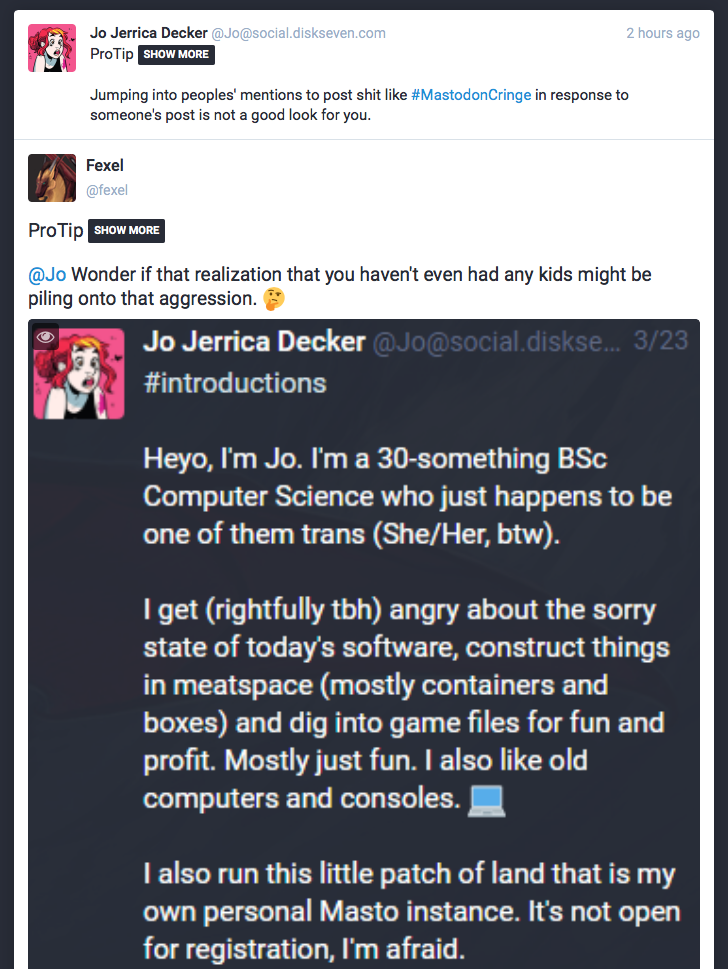 Jo Jerrica Decker @Jo@social.diskseven.com 2 hours ago
ProTip SHOW MORE
Jumping into peoples' mentions to post shit like #MastodonCringe in response to
someone's post is not a good look for you.
Fexel
@fexel
ProTip SHOW MORE
@Jo Wonder if that realization that you haven't even had any kids might be
piling onto that aggression. 🤔
Jo Jerrica Decker @Jo@social.diskse... 3/23
#introductions
Heyo, I'm Jo. I'm a 30-something BSc
Computer Science who just happens to be
one of them trans (She/Her, btw).
I get (rightfully tbh) angry about the sorry
state of today's software, construct things
in meatspace (mostly containers and
boxes) and dig into game files for fun and
profit. Mostly just fun. I also like old
computers and consoles. 💻
I also run this little patch of land that is my
own personal Masto instance. It's not open
for registration, I'm afraid.